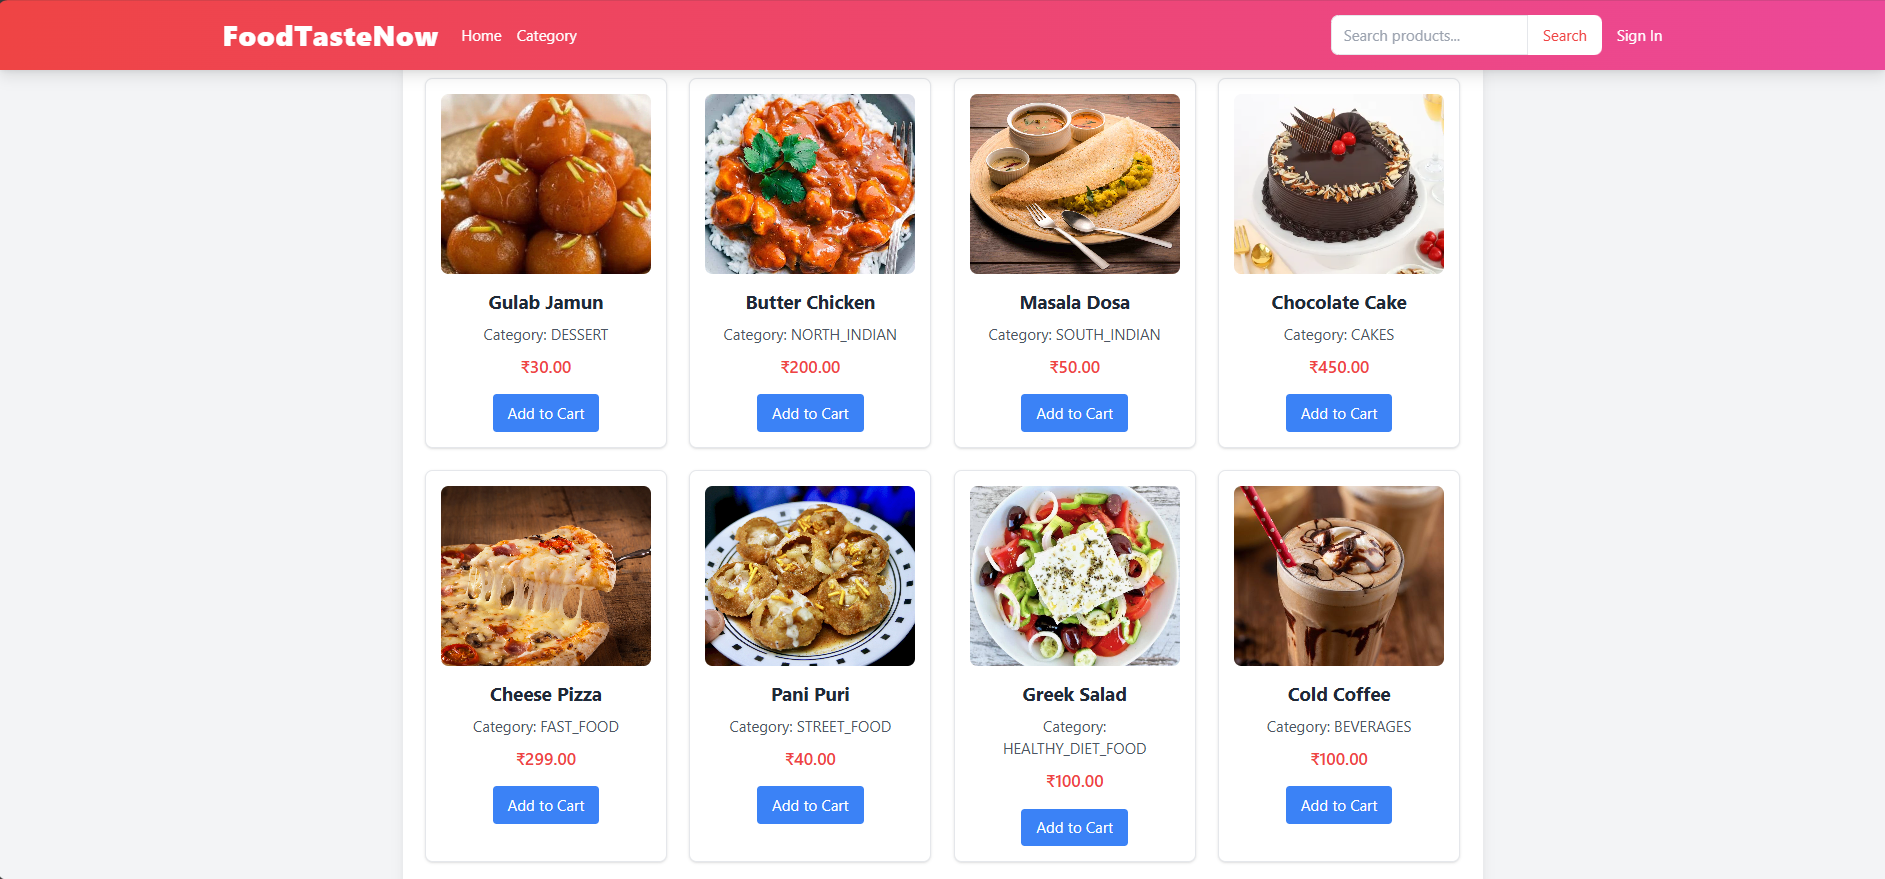 FoodTasteNow Home Category Search products... Search Sign In
Gulab Jamun
Category: DESSERT
₹30.00
Add to Cart
Butter Chicken
Category: NORTH_INDIAN
₹200.00
Add to Cart
Masala Dosa
Category: SOUTH_INDIAN
₹50.00
Add to Cart
Chocolate Cake
Category: CAKES
₹450.00
Add to Cart
Cheese Pizza
Category: FAST_FOOD
₹299.00
Add to Cart
Pani Puri
Category: STREET_FOOD
₹40.00
Add to Cart
Greek Salad
Category:
HEALTHY_DIET_FOOD
₹100.00
Add to Cart
Cold Coffee
Category: BEVERAGES
₹100.00
Add to Cart